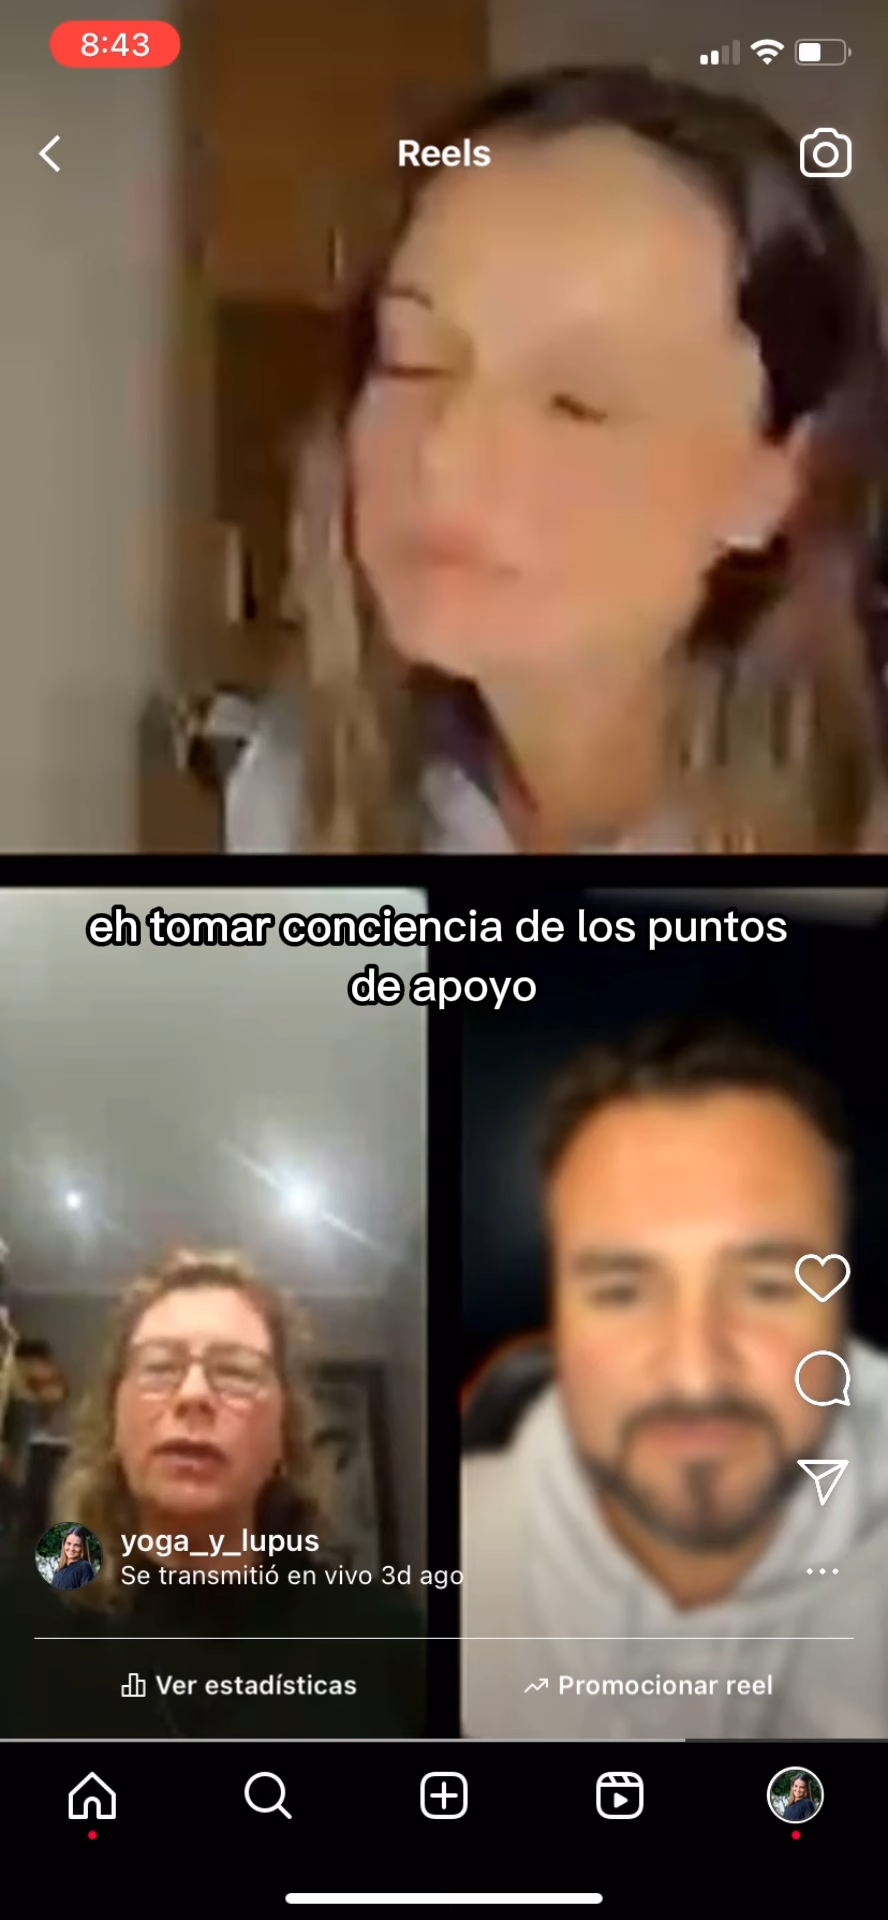 8:43
Reels
eh tomar conciencia de los puntos
de apoyo
yoga_y_lupus
Se transmitió en vivo 3d ago
Ver estadísticas
Promocionar reel